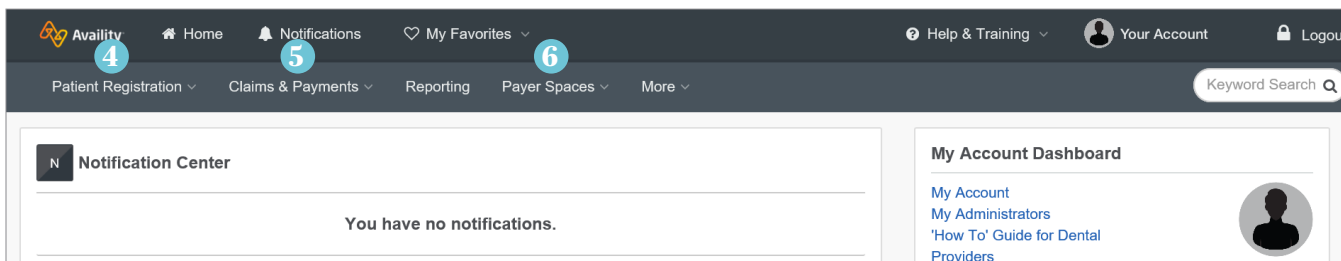 Availity Home Notifications My Favorites Help & Training Your Account Logou
4 5 6
Patient Registration Claims & Payments Reporting Payer Spaces More Keyword Search
N Notification Center
You have no notifications.
My Account Dashboard
My Account
My Administrators
'How To' Guide for Dental
Providers